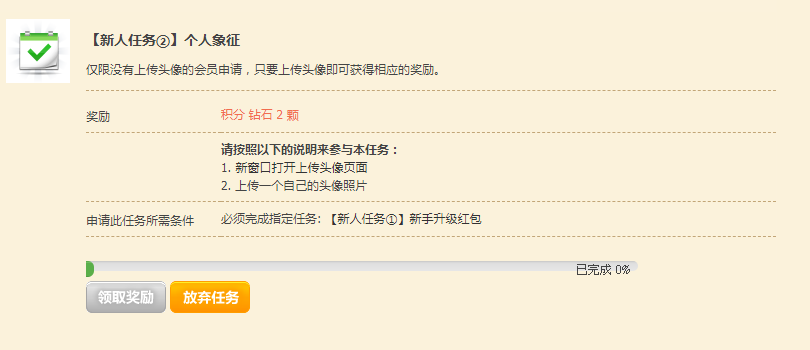 【新人任务②】个人象征
仅限没有上传头像的会员申请，只要上传头像即可获得相应的奖励。
奖励
积分 钻石 2 颗
请按照以下的说明来参与本任务：
1. 新窗口打开上传头像页面
2. 上传一个自己的头像照片
申请此任务所需条件
必须完成指定任务: 【新人任务①】新手升级红包
已完成 0%
领取奖励
放弃任务